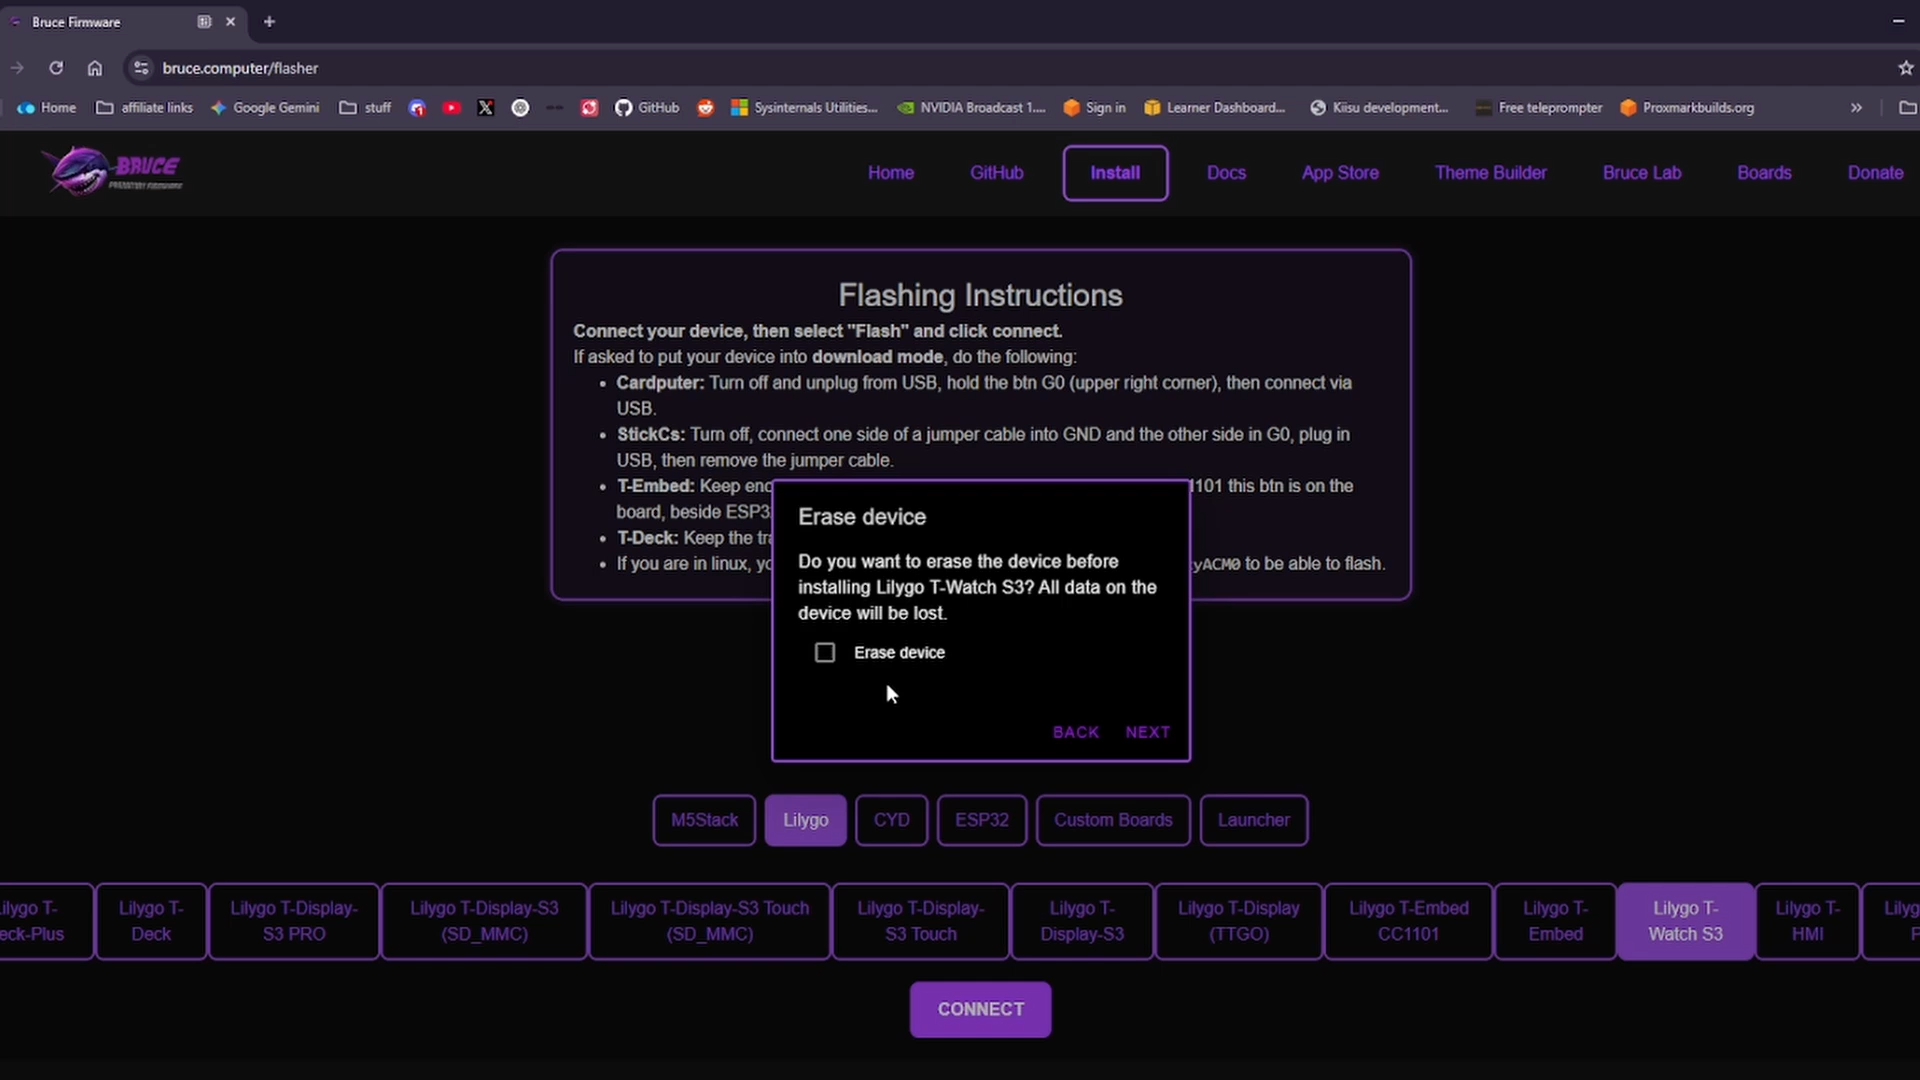 Bruce Firmware
bruce.computer/flasher
Home
affiliate links
Google Gemini
stuff
GitHub
Sysinternals Utilities...
NVIDIA Broadcast 1....
Sign in
Learner Dashboard...
Kiisu development...
Free teleprompter
Proxmarkbuilds.org
BRUCE
Home
GitHub
Install
Docs
App Store
Theme Builder
Bruce Lab
Boards
Donate
Flashing Instructions
Connect your device, then select "Flash" and click connect.
If asked to put your device into download mode, do the following:
Cardputer: Turn off and unplug from USB, hold the btn G0 (upper right corner), then connect via
USB.
StickCs: Turn off, connect one side of a jumper cable into GND and the other side in G0, plug in
USB, then remove the jumper cable.
T-Embed: Keep enc 1101 this btn is on the
board, beside ESP3
T-Deck: Keep the tra
If you are in linux, yo yACM0 to be able to flash.
Erase device
Do you want to erase the device before
installing Lilygo T-Watch S3? All data on the
device will be lost.
Erase device
BACK
NEXT
M5Stack
Lilygo
CYD
ESP32
Custom Boards
Launcher
ilygo T-
eck-Plus
Lilygo T-
Deck
Lilygo T-Display-
S3 PRO
Lilygo T-Display-S3
(SD_MMC)
Lilygo T-Display-S3 Touch
(SD_MMC)
Lilygo T-Display-
S3 Touch
Lilygo T-
Display-S3
Lilygo T-Display
(TTGO)
Lilygo T-Embed
CC1101
Lilygo T-
Embed
Lilygo T-
Watch S3
Lilygo T-
HMI
Lilyg
CONNECT